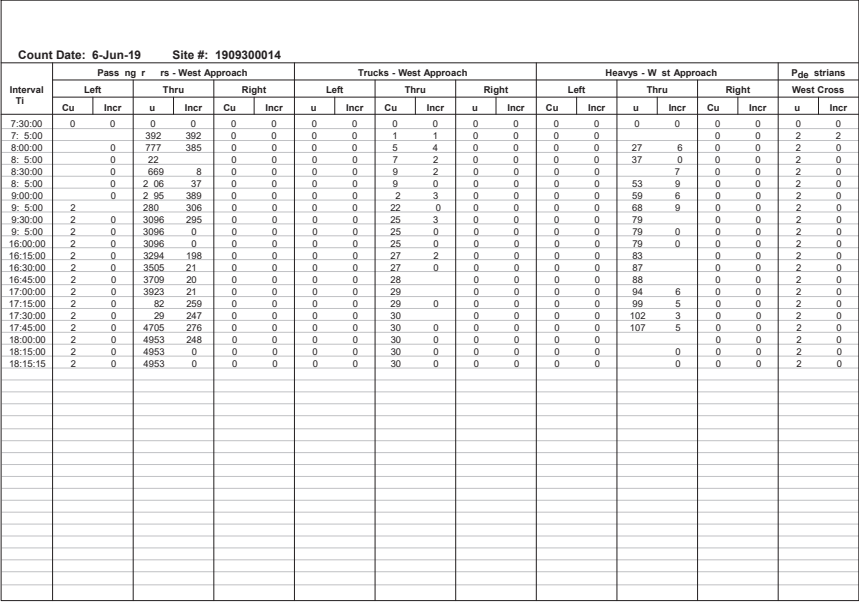 Count Date: 6-Jun-19 Site #: 1909300014
Pass ng r rs - West Approach Trucks - West Approach Heavys - W st Approach Pde strians
Interval Left Thru Right Left Thru Right Left Thru Right West Cross
Ti Cu Incr u Incr Cu Incr u Incr Cu Incr u Incr Cu Incr u Incr Cu Incr u Incr
7:30:00 0 0 0 0 0 0 0 0 0 0 0 0 0 0 0 0 0 0 0 0
7: 5:00 392 392 0 0 0 0 1 1 0 0 0 0 0 0 2 2
8:00:00 0 777 385 0 0 0 0 5 4 0 0 0 0 27 6 0 0 2 0
8: 5:00 0 22 0 0 0 0 7 2 0 0 0 0 37 0 0 0 2 0
8:30:00 0 669 8 0 0 0 0 9 2 0 0 0 0 7 0 0 2 0
8: 5:00 0 2 06 37 0 0 0 0 9 0 0 0 0 0 53 9 0 0 2 0
9:00:00 0 2 95 389 0 0 0 0 2 3 0 0 0 0 59 6 0 0 2 0
9: 5:00 2 280 306 0 0 0 0 22 0 0 0 0 0 68 9 0 0 2 0
9:30:00 2 0 3096 295 0 0 0 0 25 3 0 0 0 0 79 0 0 2 0
9: 5:00 2 0 3096 0 0 0 0 0 25 0 0 0 0 0 79 0 0 0 2 0
16:00:00 2 0 3096 0 0 0 0 0 25 0 0 0 0 0 79 0 0 0 2 0
16:15:00 2 0 3294 198 0 0 0 0 27 2 0 0 0 0 83 0 0 2 0
16:30:00 2 0 3505 21 0 0 0 0 27 0 0 0 0 0 87 0 0 2 0
16:45:00 2 0 3709 20 0 0 0 0 28 0 0 0 0 88 0 0 2 0
17:00:00 2 0 3923 21 0 0 0 0 29 0 0 0 0 94 6 0 0 2 0
17:15:00 2 0 82 259 0 0 0 0 29 0 0 0 0 0 99 5 0 0 2 0
17:30:00 2 0 29 247 0 0 0 0 30 0 0 0 0 102 3 0 0 2 0
17:45:00 2 0 4705 276 0 0 0 0 30 0 0 0 0 0 107 5 0 0 2 0
18:00:00 2 0 4953 248 0 0 0 0 30 0 0 0 0 0 0 0 2 0
18:15:00 2 0 4953 0 0 0 0 0 30 0 0 0 0 0 0 0 0 2 0
18:15:15 2 0 4953 0 0 0 0 0 30 0 0 0 0 0 0 0 0 2 0